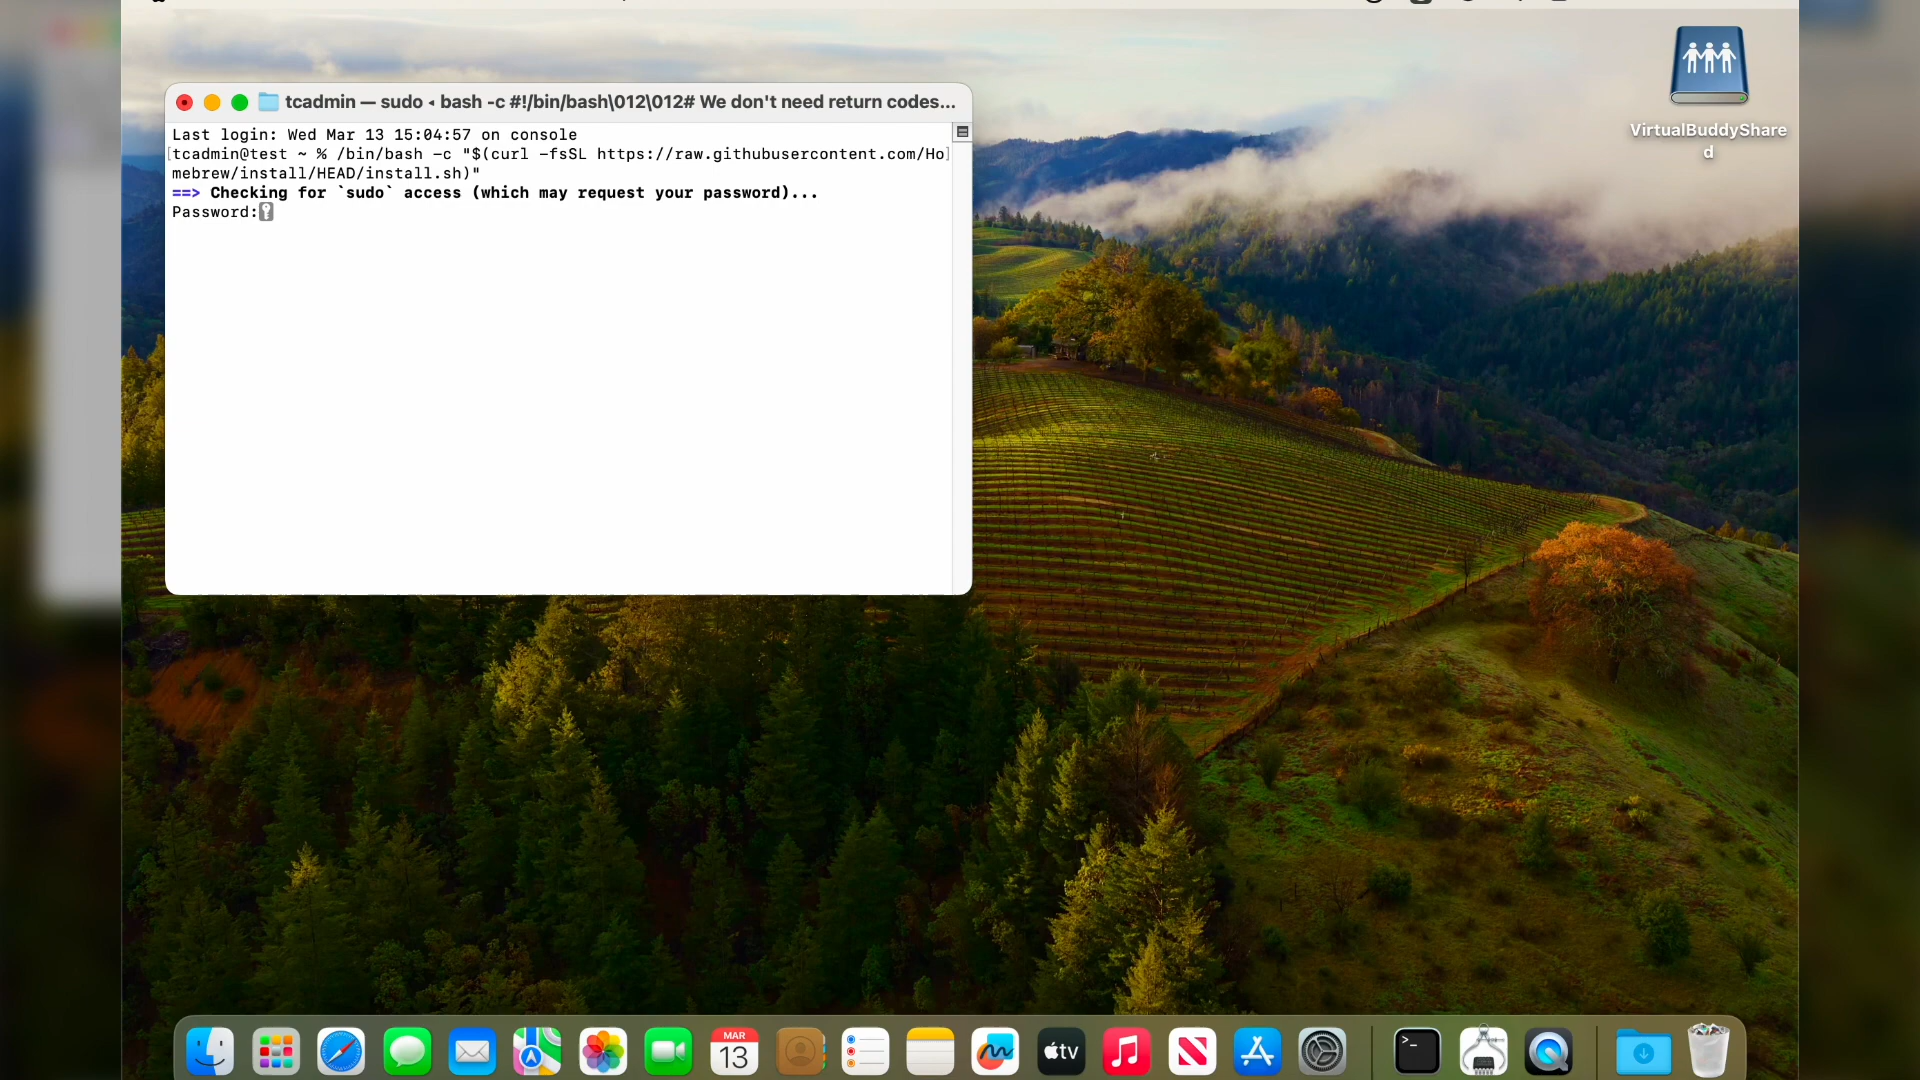 tcadmin — sudo ◂ bash -c #!/bin/bash\012\012# We don't need return codes...
Last login: Wed Mar 13 15:04:57 on console
[tcadmin@test ~ % /bin/bash -c "$(curl -fsSL https://raw.githubusercontent.com/Ho]
mebrew/install/HEAD/install.sh)"
==> Checking for `sudo` access (which may request your password)...
Password:
VirtualBuddyShare
d
MAR
13
tv
>_